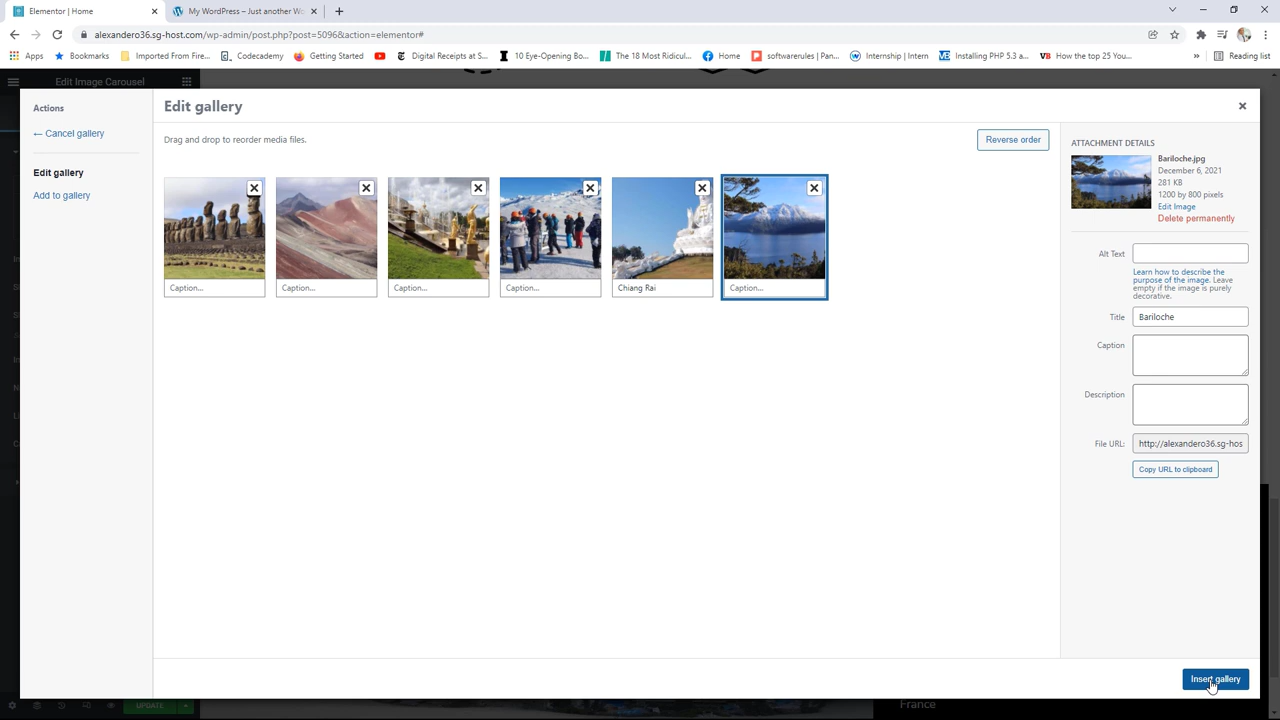 Elementor | Home
My WordPress – Just another Wo
alexandero36.sg-host.com/wp-admin/post.php?post=5096&action=elementor#
Apps
Bookmarks
Imported From Fire...
Codecademy
Getting Started
Digital Receipts at S...
10 Eye-Opening Bo...
The 18 Most Ridicul...
Home
softwarerules | Pan...
Internship | Intern
Installing PHP 5.3 a...
How the top 25 You...
»
Reading list
Edit Image Carousel
Actions
← Cancel gallery
Edit gallery
Add to gallery
Edit gallery
Drag and drop to reorder media files.
Reverse order
Caption...
Caption...
Caption...
Caption...
Chiang Rai
Caption...
ATTACHMENT DETAILS
Bariloche.jpg
December 6, 2021
281 KB
1200 by 800 pixels
Edit Image
Delete permanently
Alt Text
Learn how to describe the
purpose of the image. Leave
empty if the image is purely
decorative.
Title
Bariloche
Caption
Description
File URL:
http://alexandero36.sg-hos
Copy URL to clipboard
Insert gallery
UPDATE
France